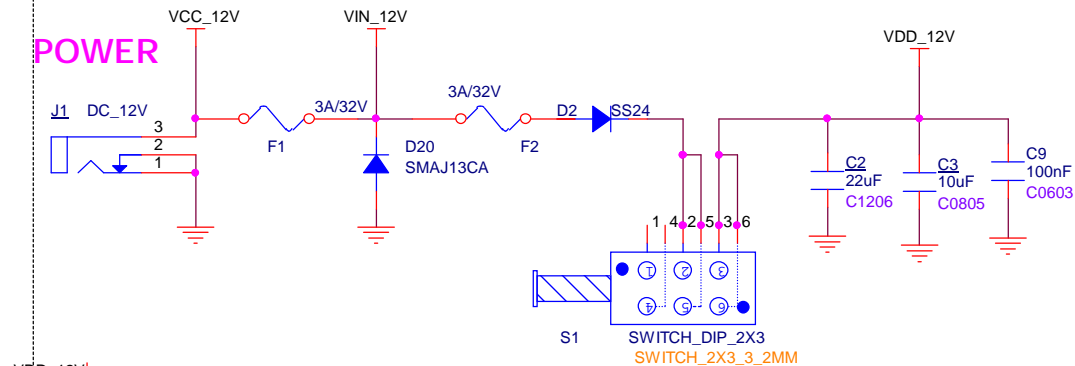 VCC_12V
VIN_12V
VDD_12V
POWER
J1
DC_12V
3
2
1
3A/32V
F1
3A/32V
F2
D2
SS24
D20
SMAJ13CA
C2
22uF
C1206
C3
10uF
C0805
C9
100nF
C0603
1 4 2 5 3 6
1 2 3
4 5 6
S1
SWITCH_DIP_2X3
SWITCH_2X3_3_2MM